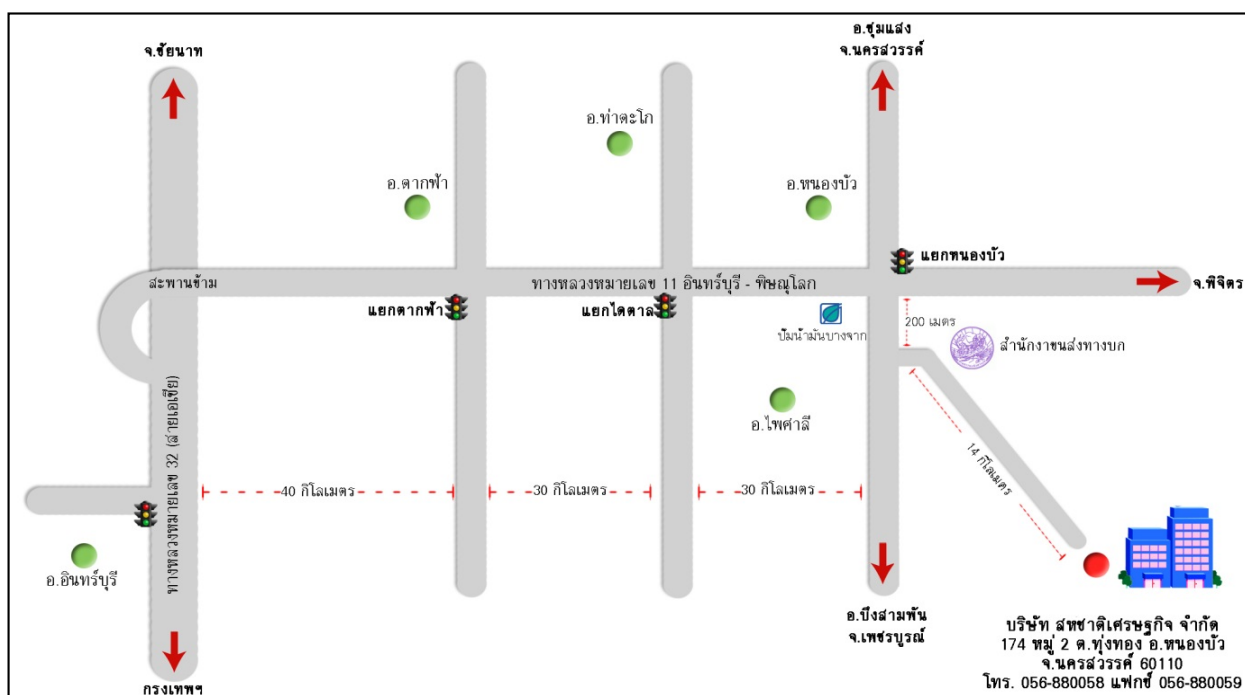 จ.ชัยนาท
อ.ชุมแสง
จ.นครสวรรค์
อ.ท่าตะโก
อ.ตากฟ้า
อ.หนองบัว
แยกหนองบัว
สะพานข้าม
ทางหลวงหมายเลข 11 อินทร์บุรี - พิษณุโลก
จ.พิจิตร
แยกตากฟ้า
แยกไดตาล
ปั๊มน้ำมันบางจาก
200 เมตร
สำนักงาขนส่งทางบก
ทางหลวงหมายเลข 32 (สายเอเชีย)
อ.ไพศาลี
14 กิโลเมตร
40 กิโลเมตร
30 กิโลเมตร
30 กิโลเมตร
อ.อินทร์บุรี
อ.บึงสามพัน
จ.เพชรบูรณ์
กรุงเทพฯ
บริษัท สหชาติเศรษฐกิจ จำกัด
174 หมู่ 2 ต.ทุ่งทอง อ.หนองบัว
จ.นครสวรรค์ 60110
โทร. 056-880058 แฟกซ์ 056-880059